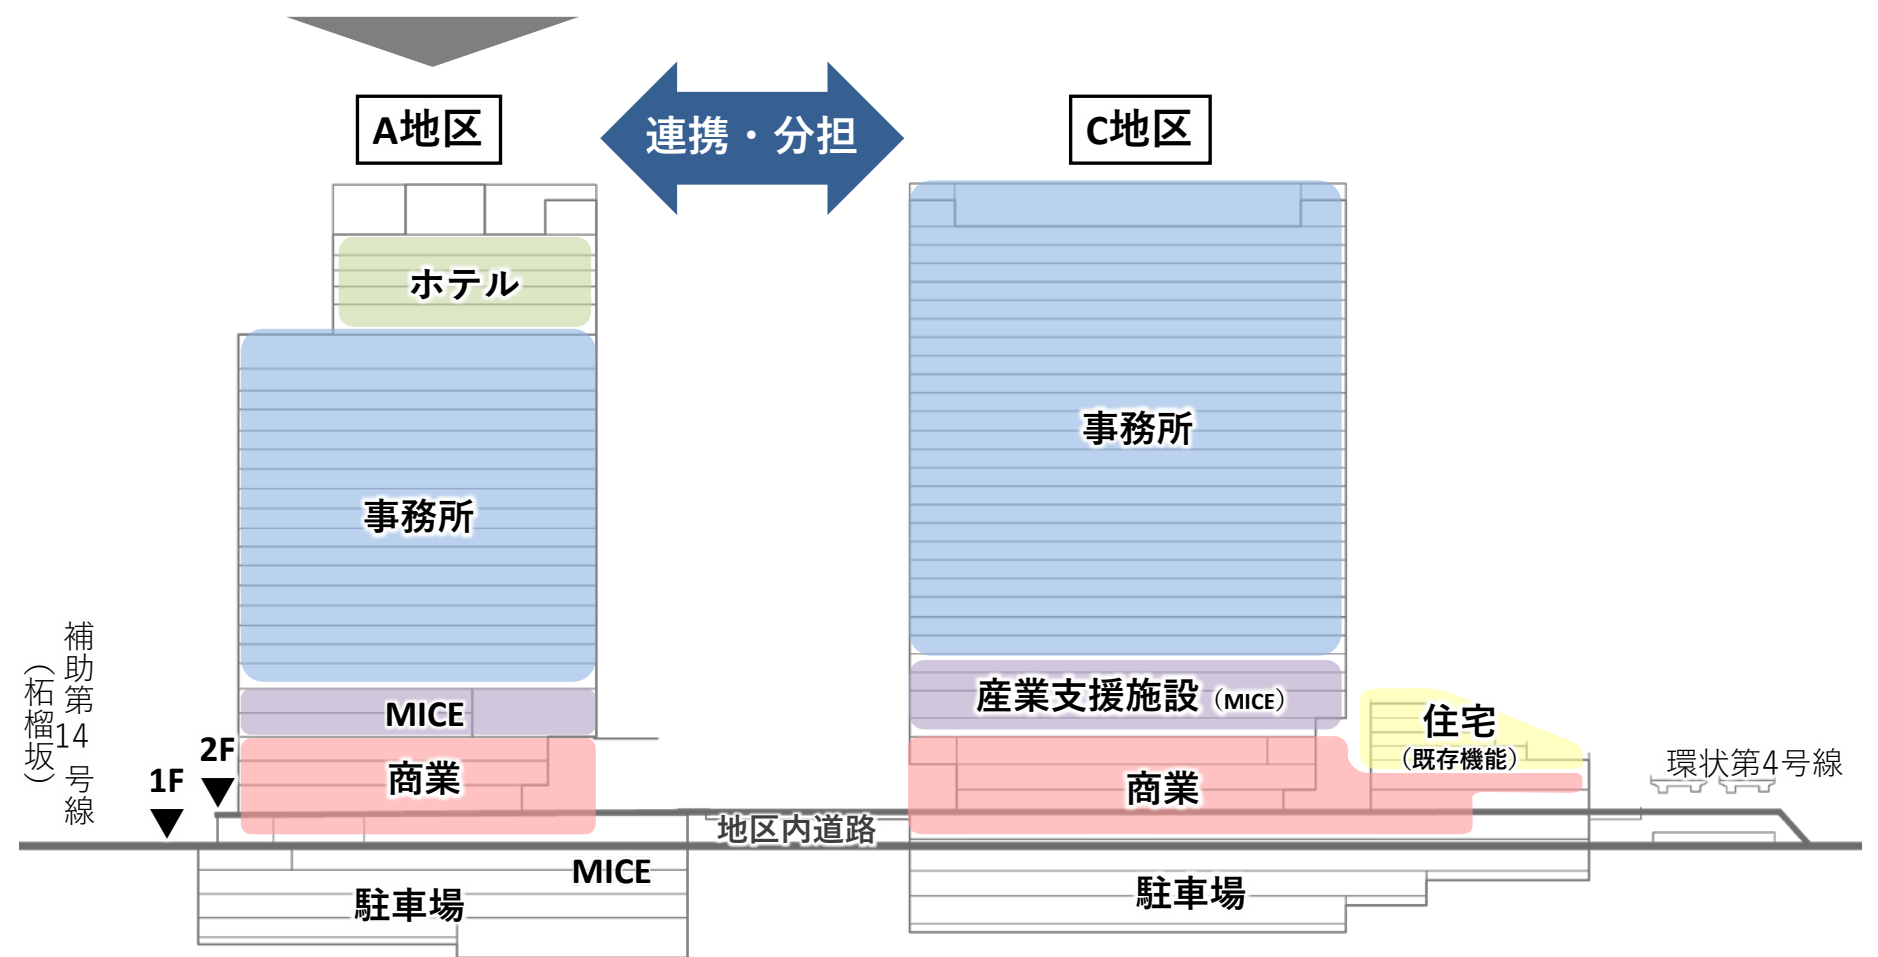 A地区
連携・分担
C地区
ホテル
事務所
事務所
MICE
産業支援施設（MICE）
商業
商業
住宅
（既存機能）
補助第14号線
（柘榴坂）
2F
1F
環状第4号線
地区内道路
MICE
駐車場
駐車場